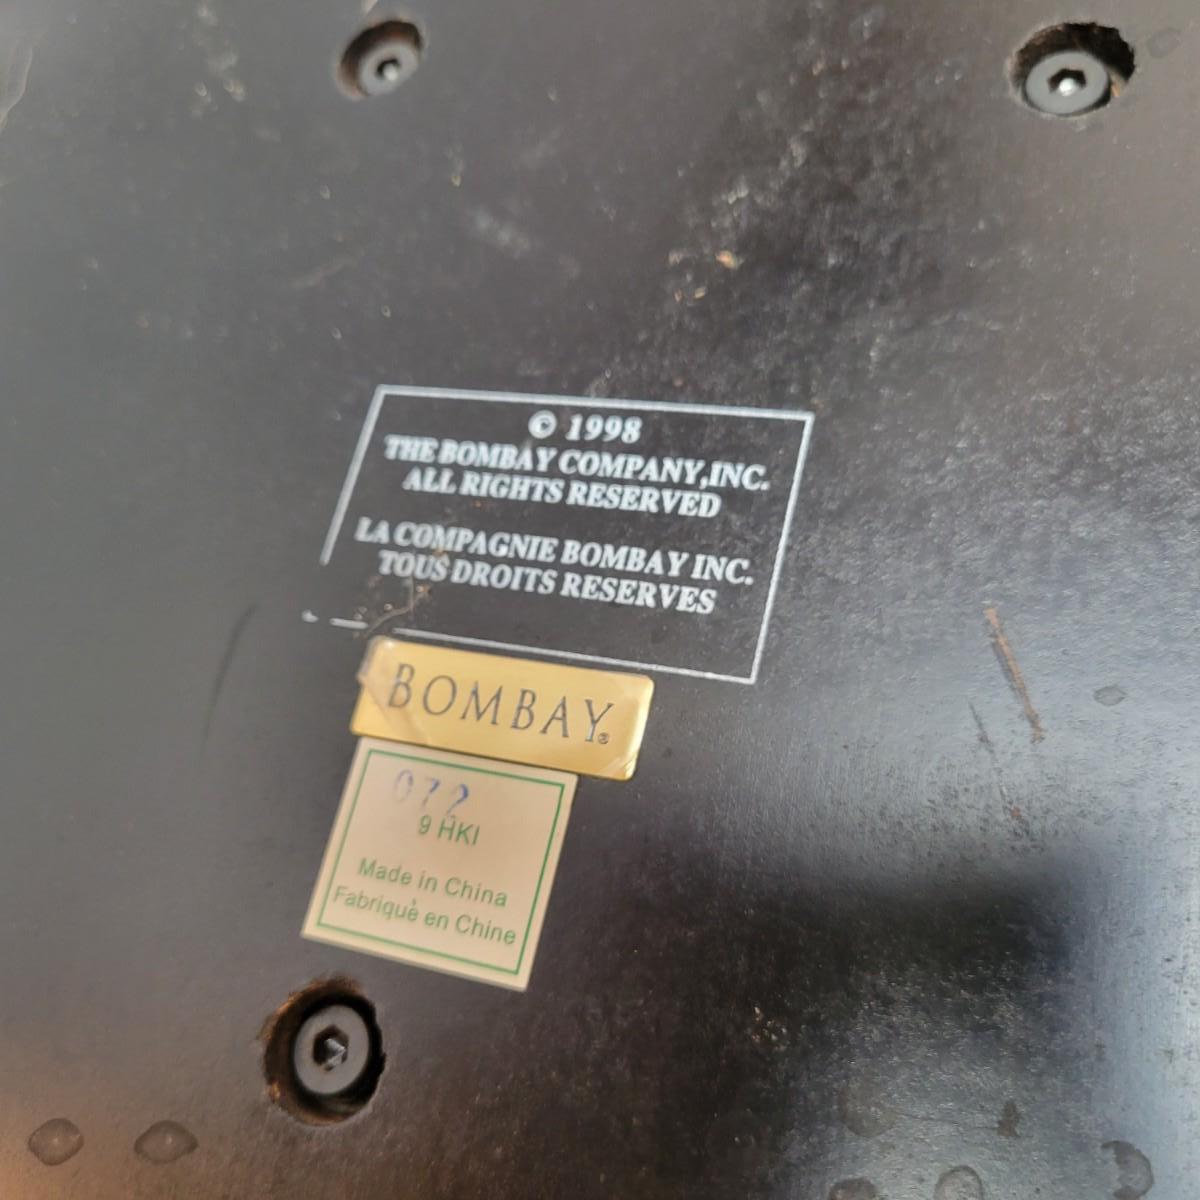 © 1998
THE BOMBAY COMPANY, INC.
ALL RIGHTS RESERVED
LA COMPAGNIE BOMBAY INC.
TOUS DROITS RESERVES
BOMBAY®
072
9 HKI
Made in China
Fabriquè en Chine